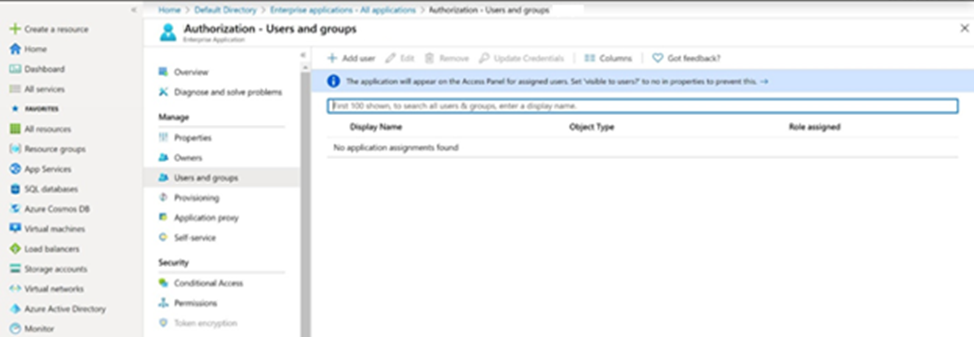 Home > Default Directory > Enterprise applications - All applications > Authorization - Users and groups
Authorization - Users and groups
Enterprise Application
Create a resource
Home
Dashboard
All services
FAVORITES
All resources
Resource groups
App Services
SQL databases
Azure Cosmos DB
Virtual machines
Load balancers
Storage accounts
Virtual networks
Azure Active Directory
Monitor
Overview
Diagnose and solve problems
Manage
Properties
Owners
Users and groups
Provisioning
Application proxy
Self-service
Security
Conditional Access
Permissions
Token encryption
+ Add user Edit Remove Update Credentials Columns Got feedback?
The application will appear on the Access Panel for assigned users. Set 'visible to users?' to no in properties to prevent this. →
First 100 shown, to search all users & groups, enter a display name.
Display Name Object Type Role assigned
No application assignments found